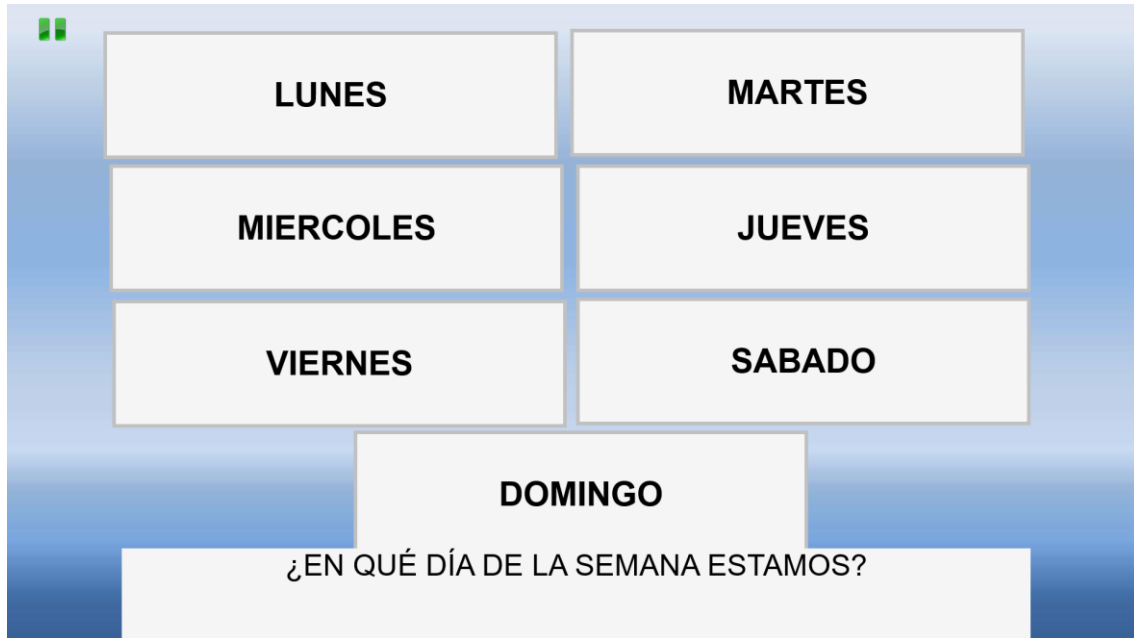 LUNES
MARTES
MIERCOLES
JUEVES
VIERNES
SABADO
DOMINGO
¿EN QUÉ DÍA DE LA SEMANA ESTAMOS?